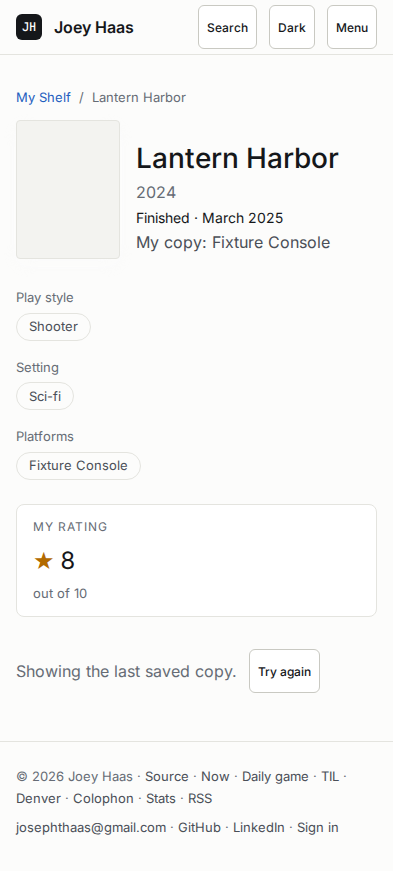 JH Joey Haas Search Dark Menu
My Shelf / Lantern Harbor
Lantern Harbor
2024
Finished · March 2025
My copy: Fixture Console
Play style
Shooter
Setting
Sci-fi
Platforms
Fixture Console
MY RATING
★ 8
out of 10
Showing the last saved copy. Try again
© 2026 Joey Haas · Source · Now · Daily game · TIL ·
Denver · Colophon · Stats · RSS
josephthaas@gmail.com · GitHub · LinkedIn · Sign in